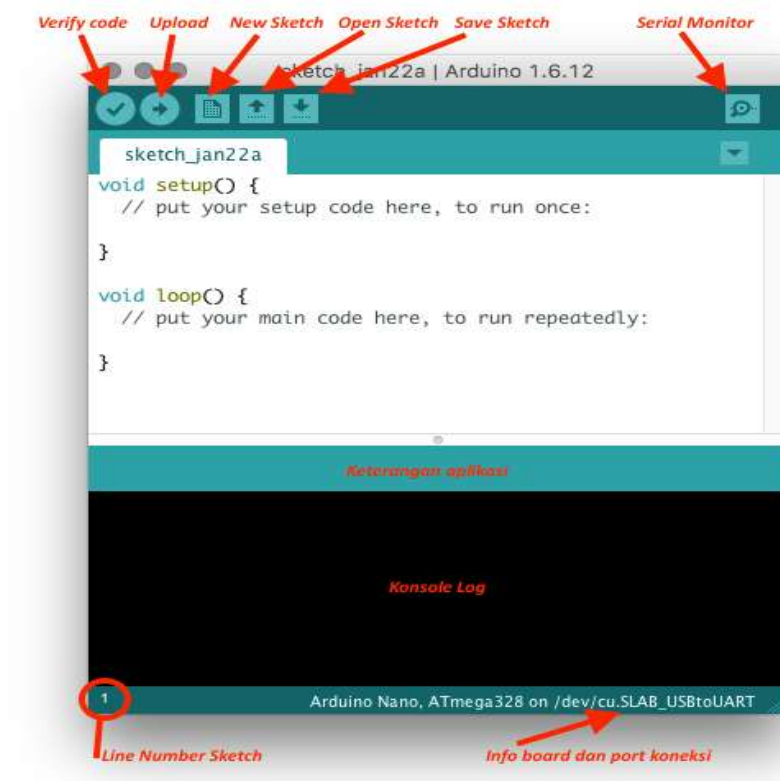 Verify code Upload New Sketch Open Sketch Save Sketch Serial Monitor
sketch_jan22a | Arduino 1.6.12
sketch_jan22a
void setup() {
// put your setup code here, to run once:
}
void loop() {
// put your main code here, to run repeatedly:
}
Keterangan aplikasi
Konsole Log
1
Arduino Nano, ATmega328 on /dev/cu.SLAB_USBtoUART
Line Number Sketch
Info board dan port koneksi